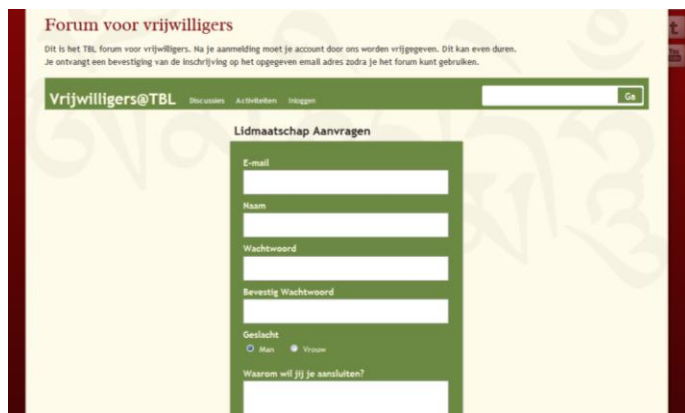 Forum voor vrijwilligers
Dit is het TBL forum voor vrijwilligers. Na je aanmelding moet je account door ons worden vrijgegeven. Dit kan even duren.
Je ontvangt een bevestiging van de inschrijving op het opgegeven email adres zodra je het forum kunt gebruiken.
Vrijwilligers@TBL Discussies Activiteiten Inloggen Ga
Lidmaatschap Aanvragen
E-mail
Naam
Wachtwoord
Bevestig Wachtwoord
Geslacht
Man Vrouw
Waarom wil jij je aansluiten?
t